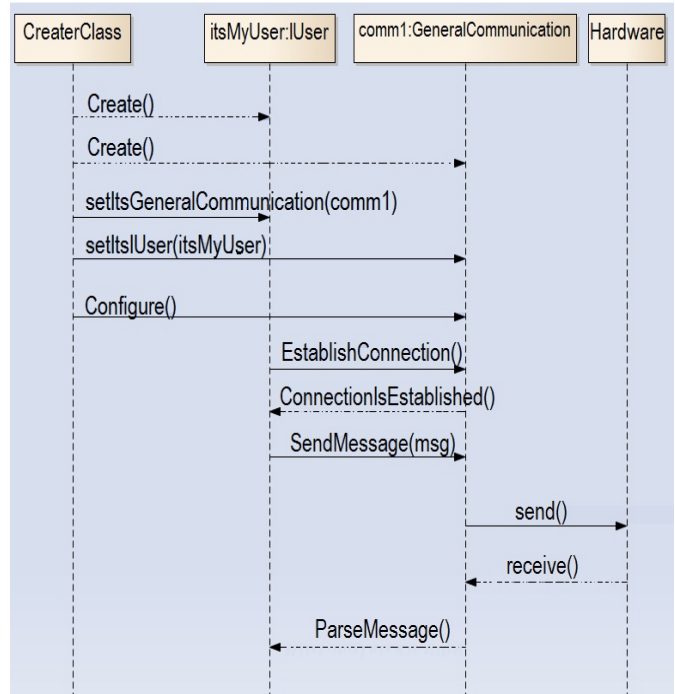 CreaterClass
itsMyUser:IUser
comm1:GeneralCommunication
Hardware
Create()
Create()
setItsGeneralCommunication(comm1)
setItsIUser(itsMyUser)
Configure()
EstablishConnection()
ConnectionIsEstablished()
SendMessage(msg)
send()
receive()
ParseMessage()